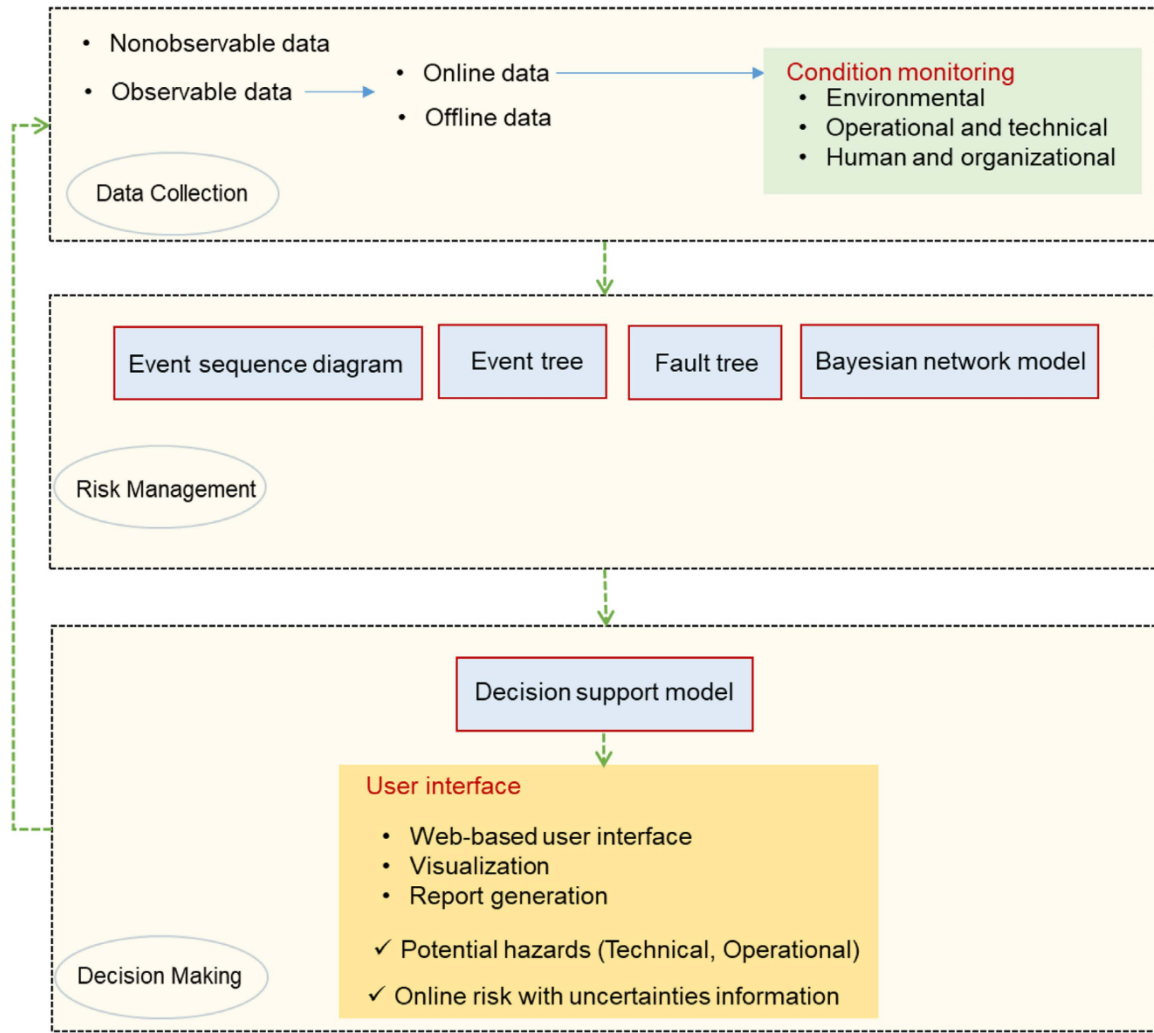 • Nonobservable data
• Observable data
• Online data
• Offline data
Condition monitoring
• Environmental
• Operational and technical
• Human and organizational
Data Collection
Event sequence diagram
Event tree
Fault tree
Bayesian network model
Risk Management
Decision support model
User interface
• Web-based user interface
• Visualization
• Report generation
✓ Potential hazards (Technical, Operational)
✓ Online risk with uncertainties information
Decision Making